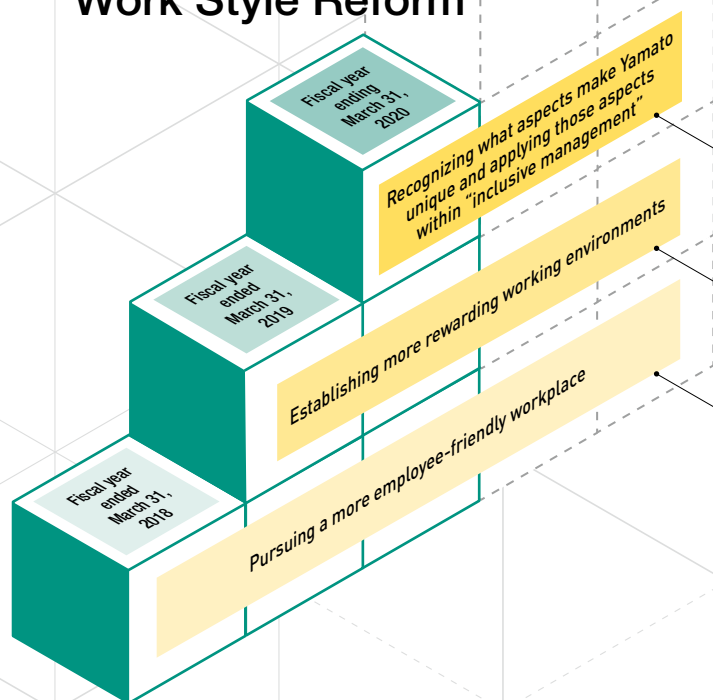 Work Style Reform
Fiscal year
ending
March 31,
2020
Recognizing what aspects make Yamato
unique and applying those aspects
within “inclusive management”
Fiscal year
ended
March 31,
2019
Establishing more rewarding working environments
Fiscal year
ended
March 31,
2018
Pursuing a more employee-friendly workplace